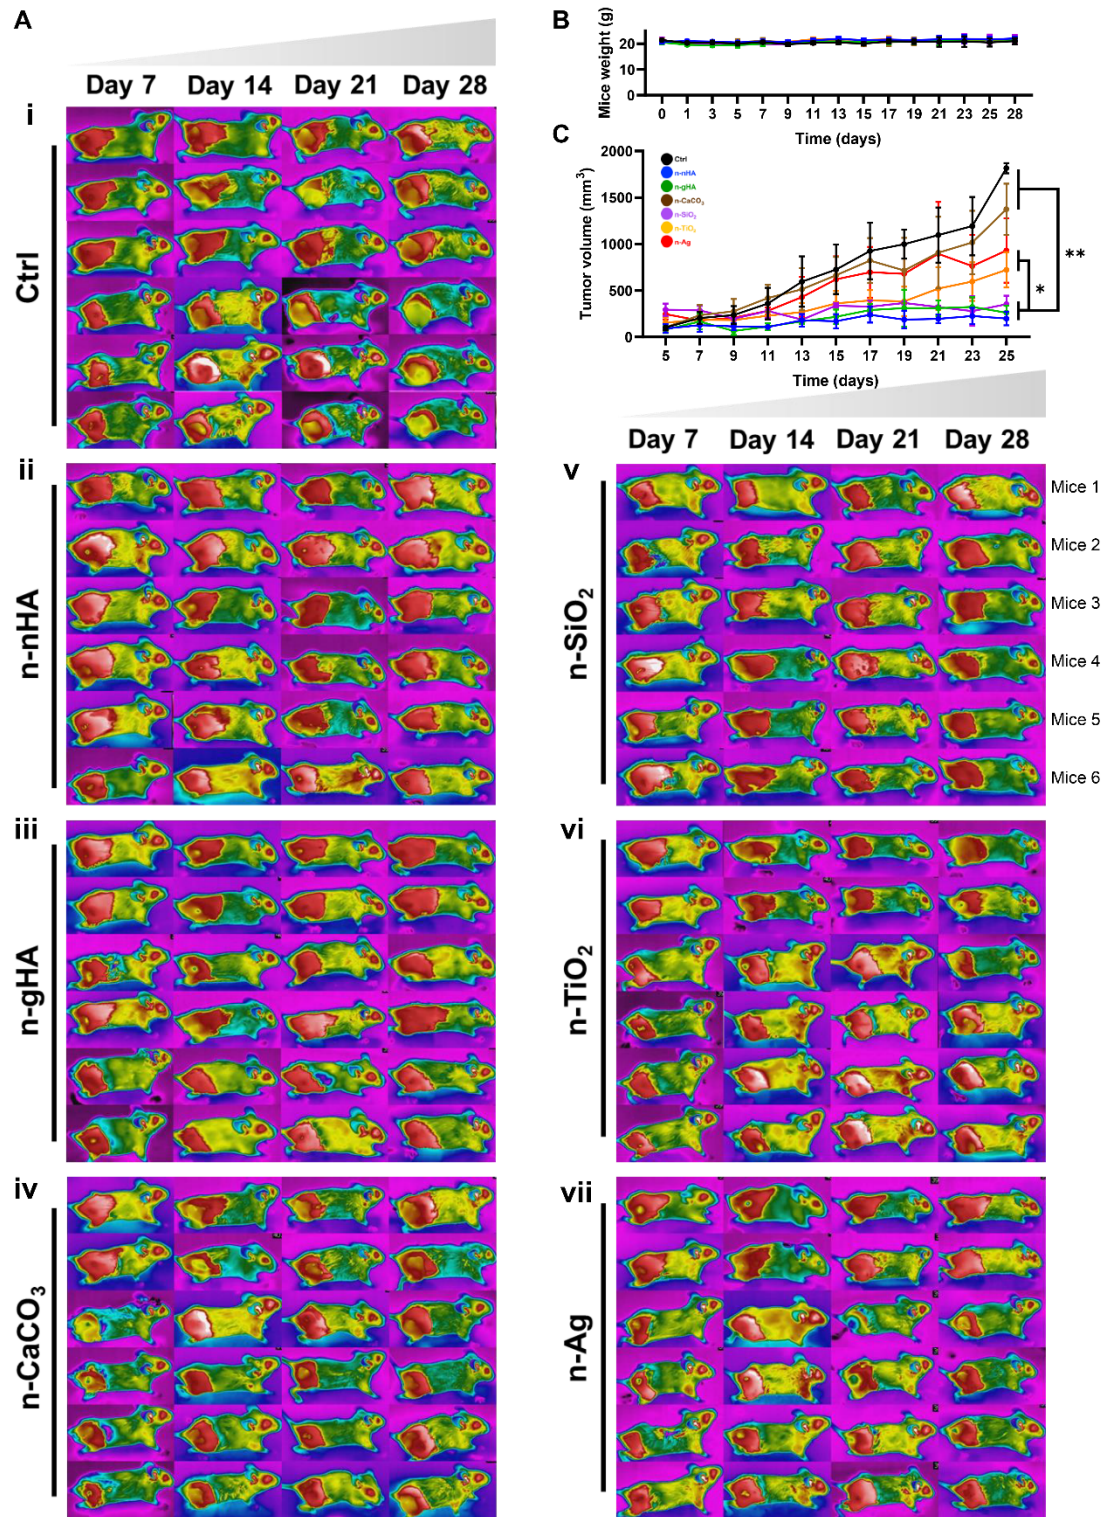 A
Day 7 Day 14 Day 21 Day 28
i
Ctrl
ii
n-nHA
iii
n-gHA
iv
n-CaCO₃
B
Mice weight (g)
20
10
0
0 1 3 5 7 9 11 13 15 17 19 21 23 25 28
Time (days)
C
Tumor volume (mm³)
2000
1500
1000
500
0
Ctrl
n-nHA
n-gHA
n-CaCO₃
n-SiO₂
n-TiO₂
n-Ag
*
**
5 7 9 11 13 15 17 19 21 23 25
Time (days)
Day 7 Day 14 Day 21 Day 28
v
n-SiO₂
Mice 1
Mice 2
Mice 3
Mice 4
Mice 5
Mice 6
vi
n-TiO₂
vii
n-Ag